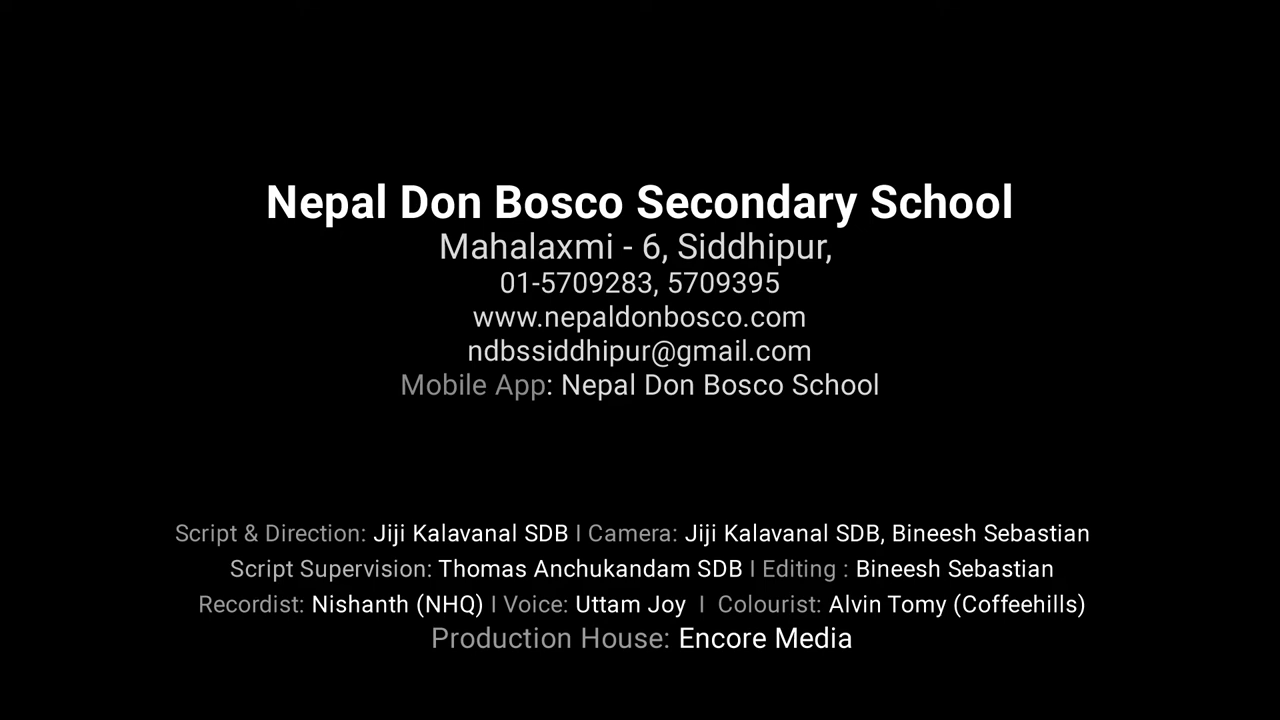 Nepal Don Bosco Secondary School
Mahalaxmi - 6, Siddhipur,
01-5709283, 5709395
www.nepaldonbosco.com
ndbssiddhipur@gmail.com
Mobile App: Nepal Don Bosco School
Script & Direction: Jiji Kalavanal SDB I Camera: Jiji Kalavanal SDB, Bineesh Sebastian
Script Supervision: Thomas Anchukandam SDB I Editing : Bineesh Sebastian
Recordist: Nishanth (NHQ) I Voice: Uttam Joy I Colourist: Alvin Tomy (Coffeehills)
Production House: Encore Media